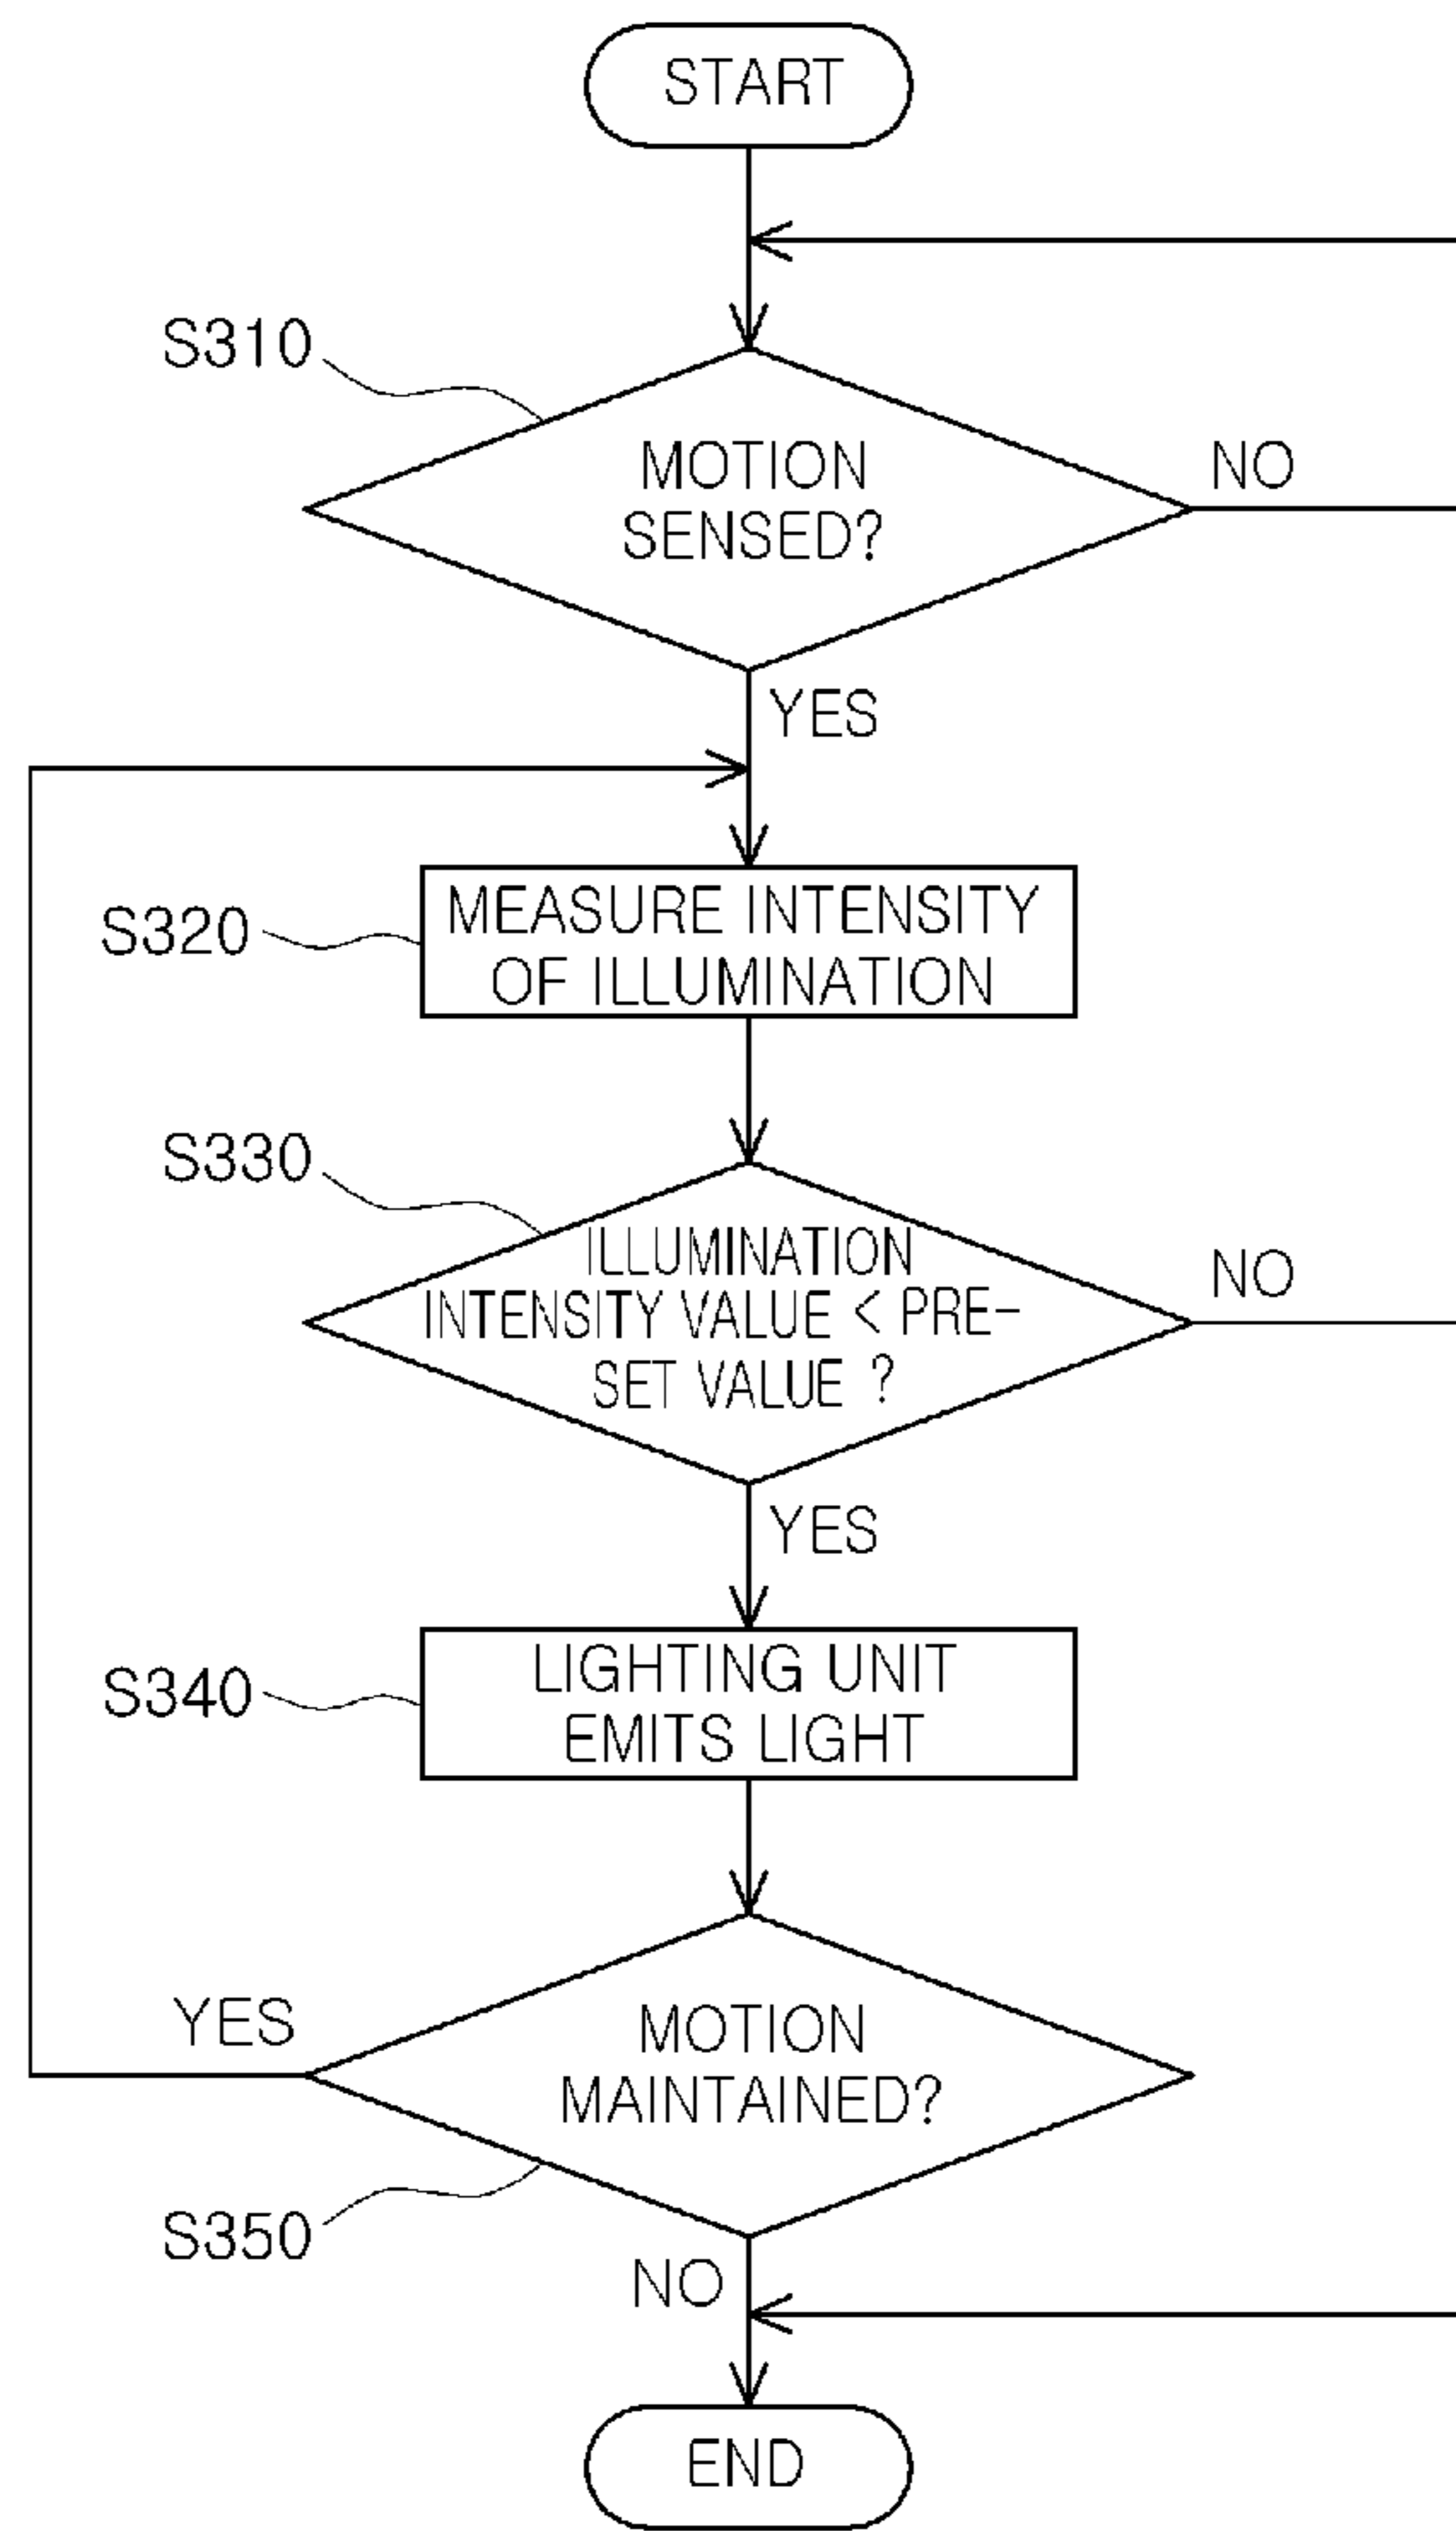 START
S310
MOTION
SENSED?
NO
YES
S320
MEASURE INTENSITY
OF ILLUMINATION
S330
ILLUMINATION
INTENSITY VALUE < PRE-
SET VALUE ?
NO
YES
S340
LIGHTING UNIT
EMITS LIGHT
YES
MOTION
MAINTAINED?
S350
NO
END